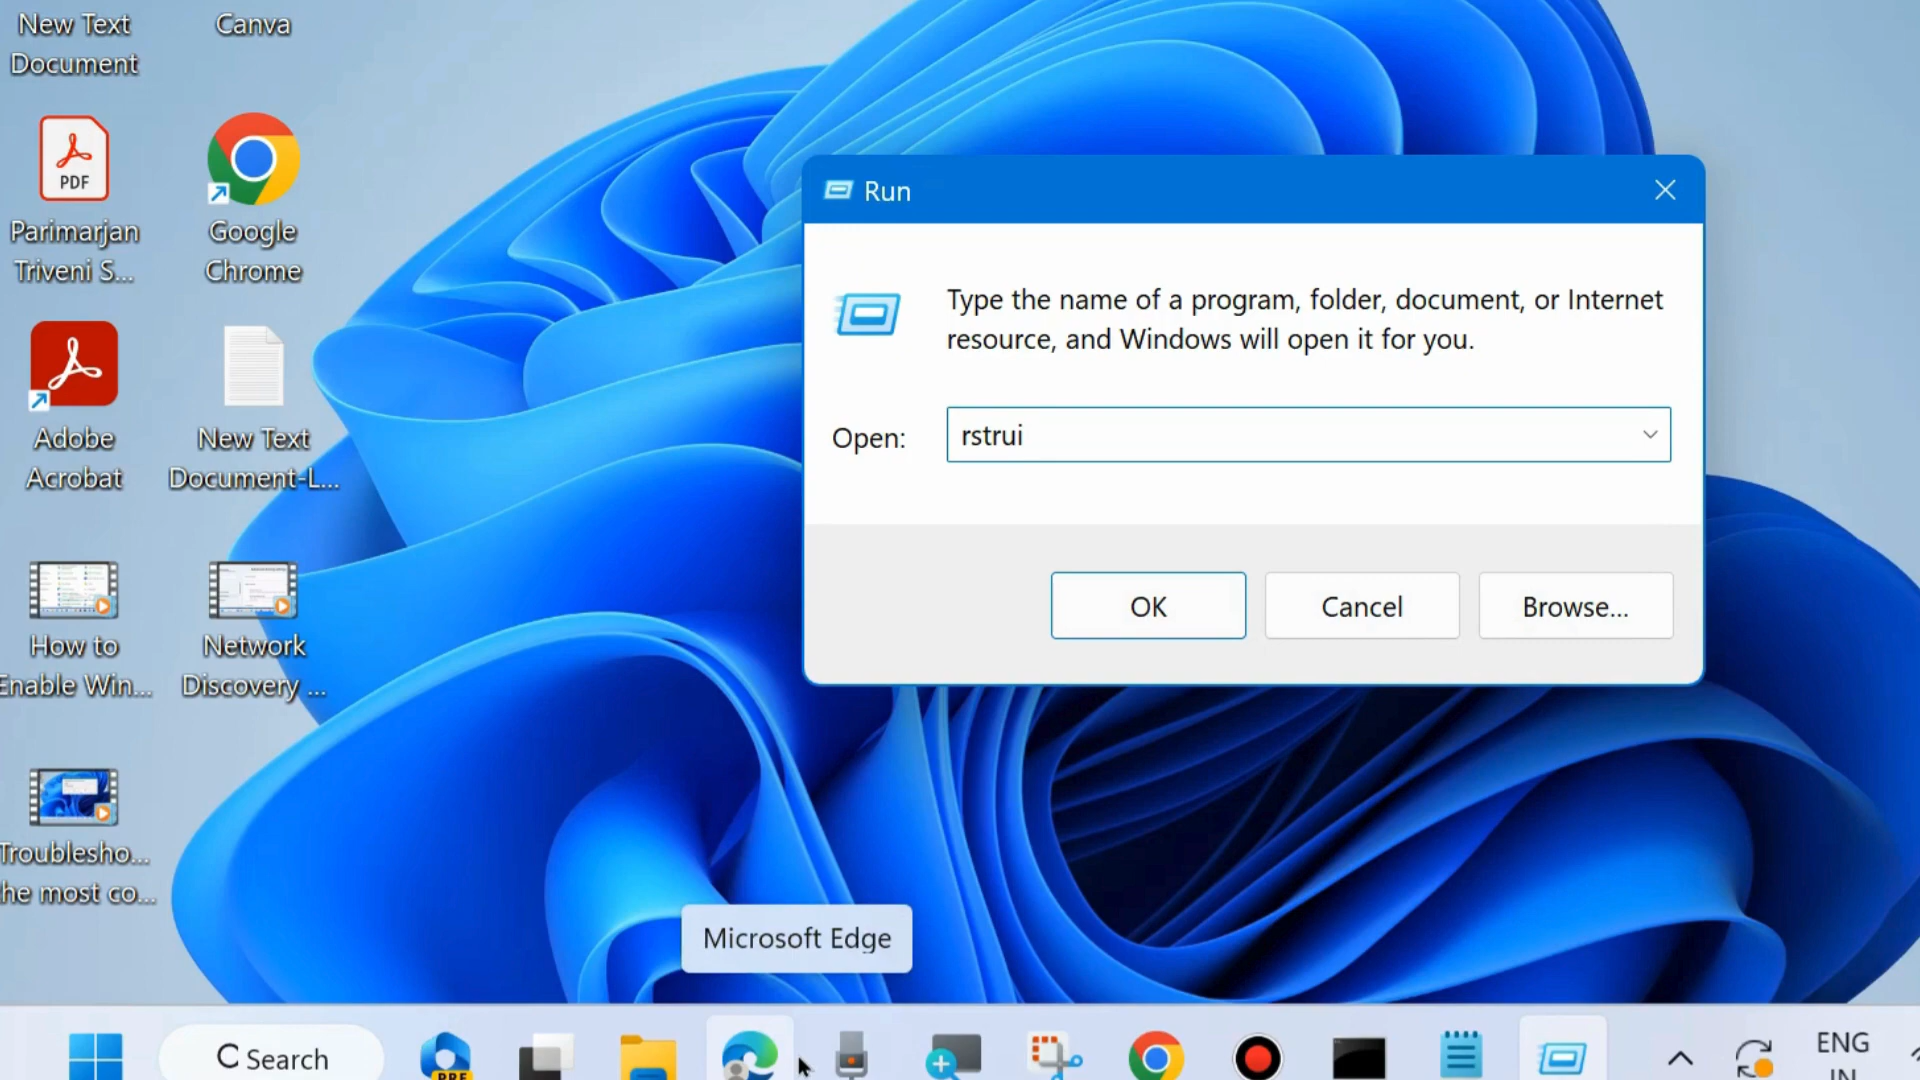 New Text
Document
Canva
PDF
Parimarjan
Triveni S...
Google
Chrome
Adobe
Acrobat
New Text
Document-L...
How to
Enable Win...
Network
Discovery ...
Troublesho...
he most co...
Run
Type the name of a program, folder, document, or Internet
resource, and Windows will open it for you.
Open:
rstrui
OK
Cancel
Browse...
Microsoft Edge
Search
PRE
ENG
IN